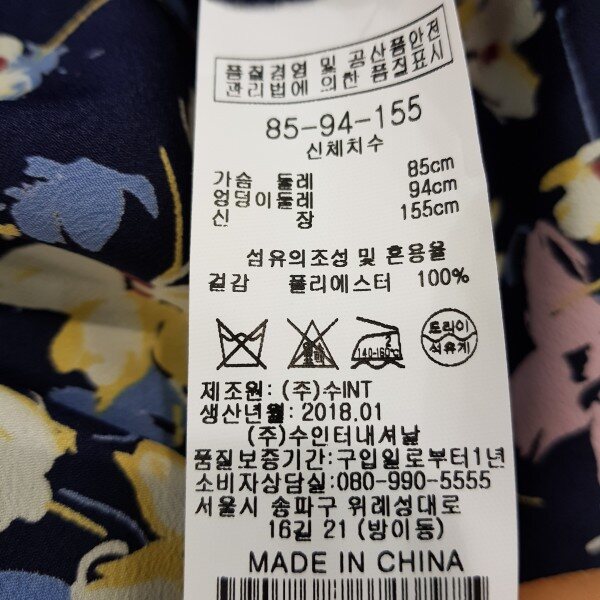 품질경영 및 공산품안전
관리법에 의한 품질표시
85-94-155
신체치수
가슴 둘레 85cm
엉덩이둘레 94cm
신 장 155cm
섬유의조성 및 혼용율
겉감 폴리에스터 100%
2
140-160℃
드라이
석유계
제조원: (주)수INT
생산년월: 2018.01
(주)수인터내셔날
품질보증기간:구입일로부터1년
소비자상담실:080-990-5555
서울시 송파구 위례성대로
16길 21 (방이동)
MADE IN CHINA